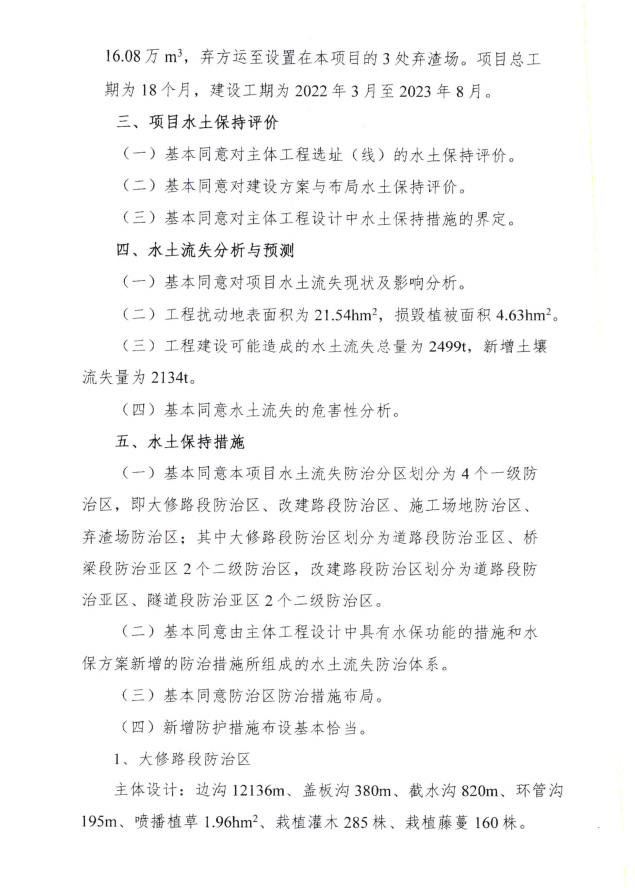 16.08 万 m³，弃方运至设置在本项目的 3 处弃渣场。项目总工
期为 18 个月，建设工期为 2022 年 3 月至 2023 年 8 月。
三、项目水土保持评价
（一）基本同意对主体工程选址（线）的水土保持评价。
（二）基本同意对建设方案与布局水土保持评价。
（三）基本同意对主体工程设计中水土保持措施的界定。
四、水土流失分析与预测
（一）基本同意对项目水土流失现状及影响分析。
（二）工程扰动地表面积为 21.54hm²，损毁植被面积 4.63hm²。
（三）工程建设可能造成的水土流失总量为 2499t，新增土壤
流失量为 2134t。
（四）基本同意水土流失的危害性分析。
五、水土保持措施
（一）基本同意本项目水土流失防治分区划分为 4 个一级防
治区，即大修路段防治区、改建路段防治区、施工场地防治区、
弃渣场防治区；其中大修路段防治区划分为道路段防治亚区、桥
梁段防治亚区 2 个二级防治区，改建路段防治区划分为道路段防
治亚区、隧道段防治亚区 2 个二级防治区。
（二）基本同意由主体工程设计中具有水保功能的措施和水
保方案新增的防治措施所组成的水土流失防治体系。
（三）基本同意防治区防治措施布局。
（四）新增防护措施布设基本恰当。
1、大修路段防治区
主体设计：边沟 12136m、盖板沟 380m、截水沟 820m、环管沟
195m、喷播植草 1.96hm²、栽植灌木 285 株、栽植藤蔓 160 株。